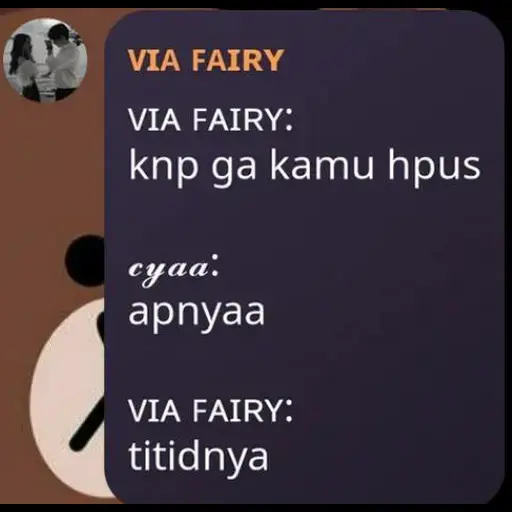 VIA FAIRY
VIA FAIRY:
knp ga kamu hpus
𝓬𝔂𝓪𝓪:
apnyaa
VIA FAIRY:
titidnya